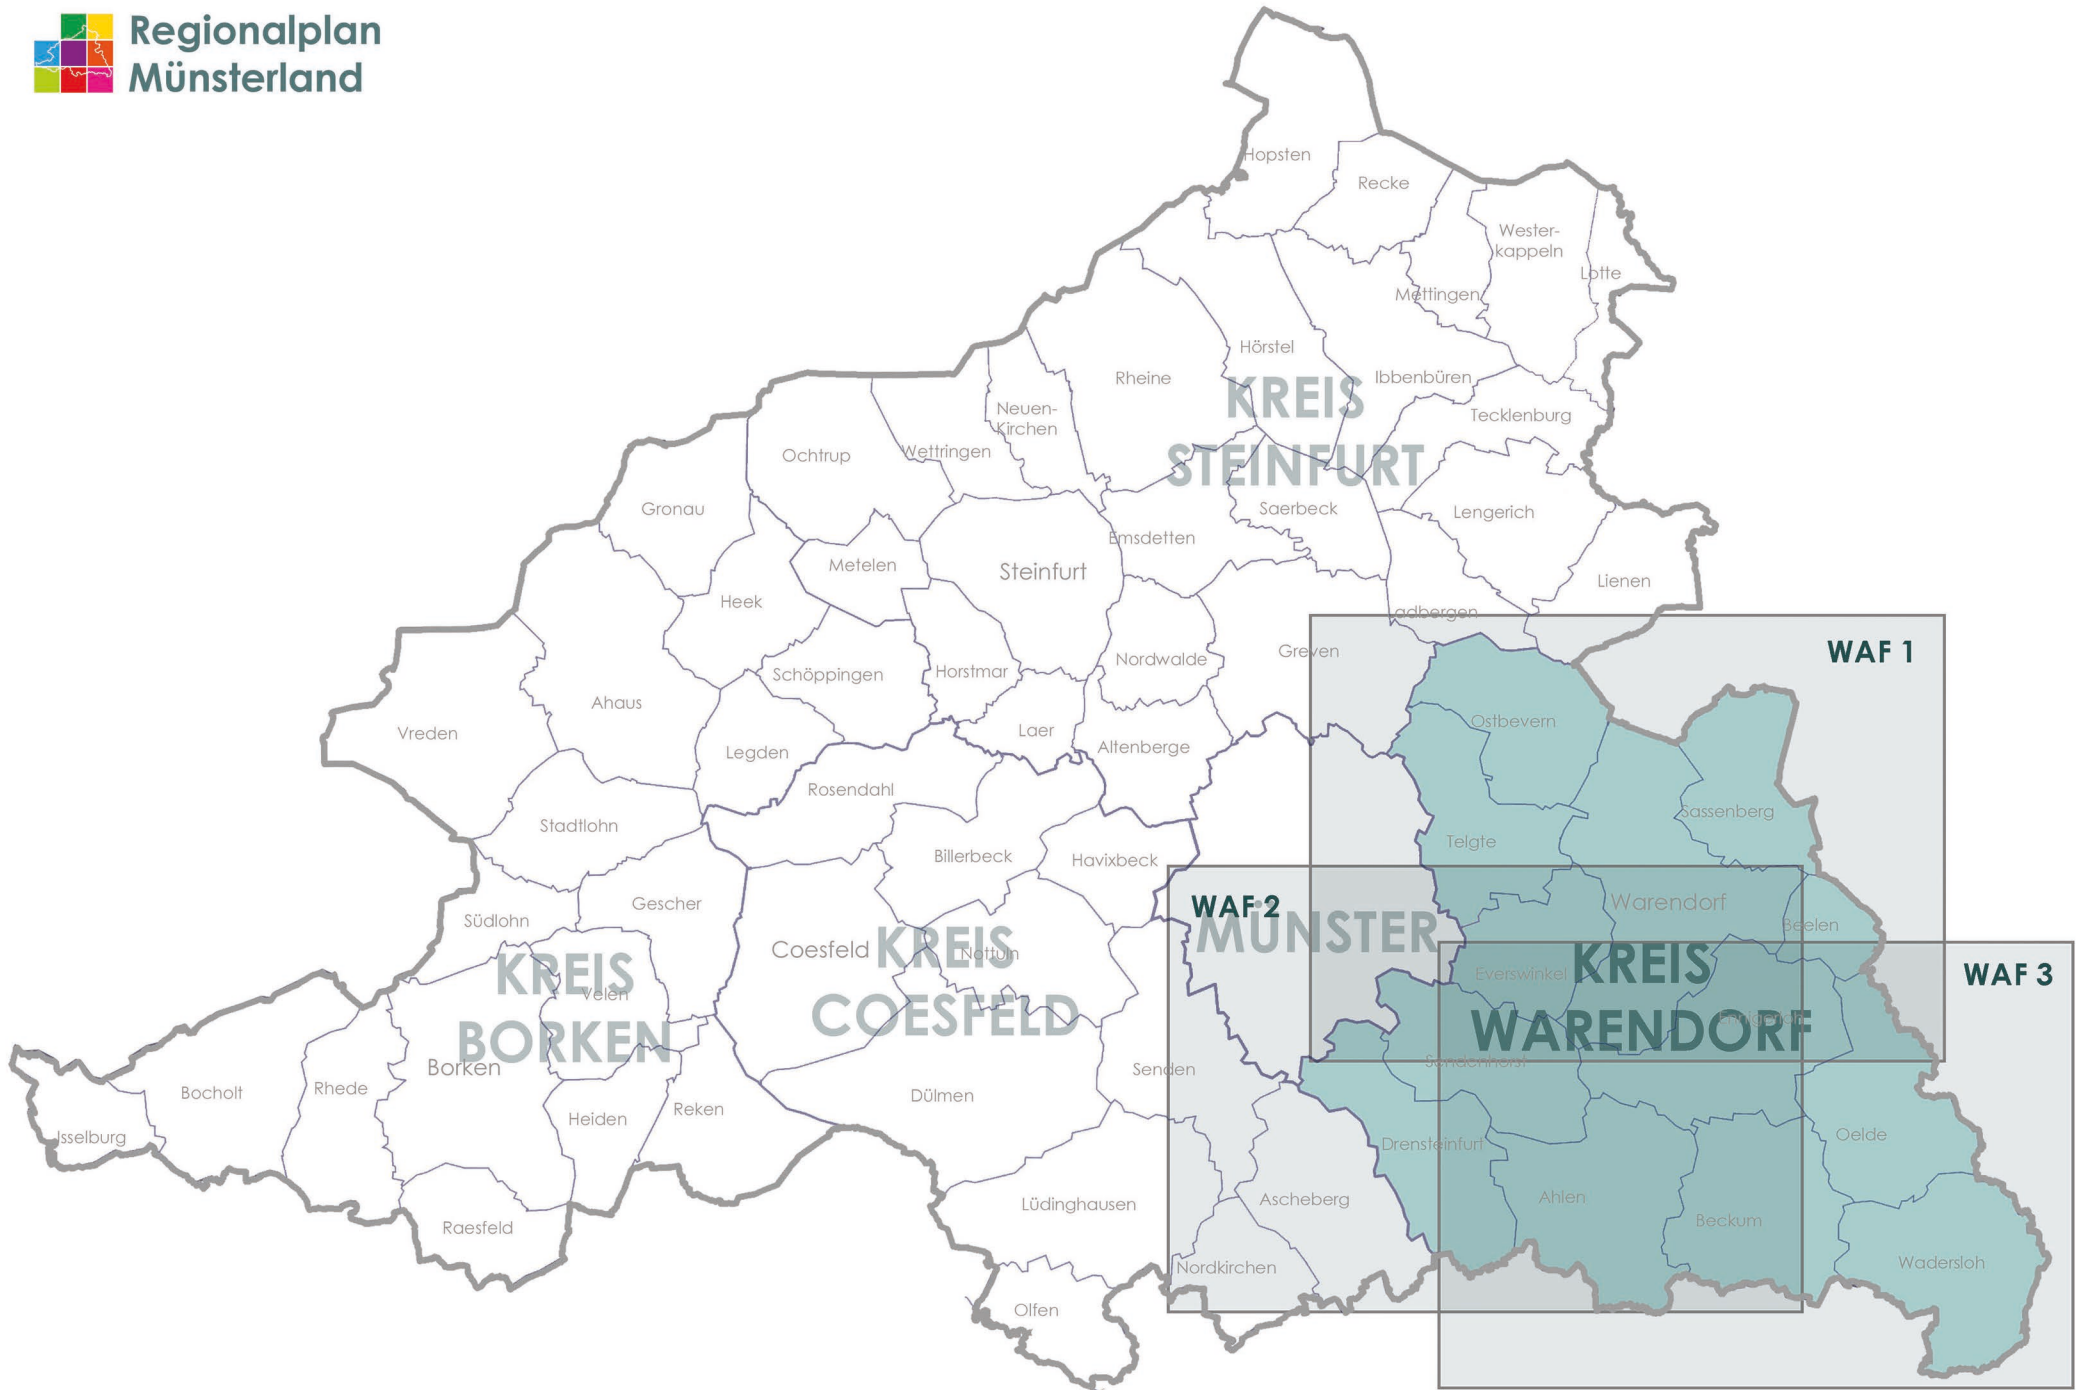 Regionalplan
Münsterland
Hopsten
Recke
Wester-
kappeln
Lotte
Mettingen
Hörstel
Ibbenbüren
Rheine
KREIS
STEINFURT
Neuen-
Kirchen
Tecklenburg
Wettringen
Ochtrup
Gronau
Saerbeck
Lengerich
Emsdetten
Metelen
Steinfurt
Lienen
Heek
Ladbergen
Greven
WAF 1
Nordwalde
Horstmar
Schöppingen
Ahaus
Ostbevern
Vreden
Laer
Altenberge
Legden
Rosendahl
Sassenberg
Stadtlohn
Telgte
Billerbeck
Havixbeck
Gescher
Warendorf
WAF 2
MÜNSTER
Südlohn
Beelen
Coesfeld
Nottuln
KREIS
COESFELD
KREIS
BORKEN
Velen
Everswinkel
KREIS
WARENDORF
WAF 3
Ennigerloh
Sendenhorst
Senden
Borken
Rhede
Bocholt
Dülmen
Reken
Heiden
Isselburg
Oelde
Drensteinfurt
Ahlen
Ascheberg
Lüdinghausen
Beckum
Raesfeld
Wadersloh
Nordkirchen
Olfen